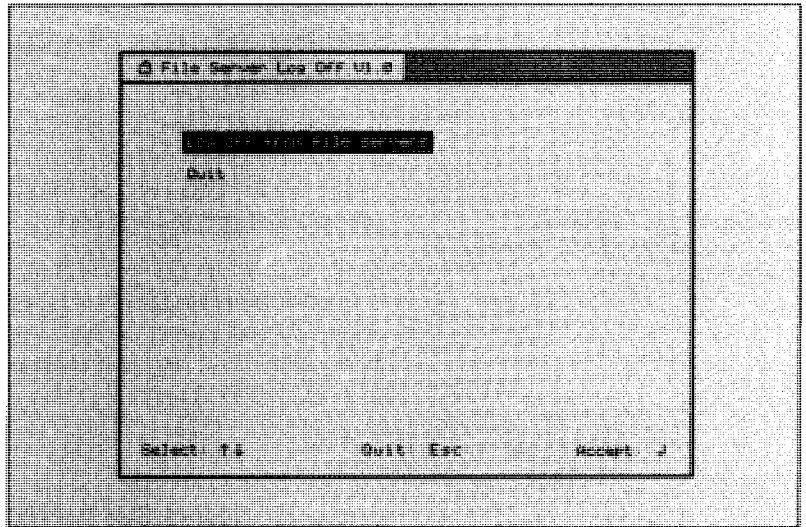 File Server Log Off V1.0
Log Off from File Servers
Quit
Select: ↑↓ Quit: Esc Accept: ↲